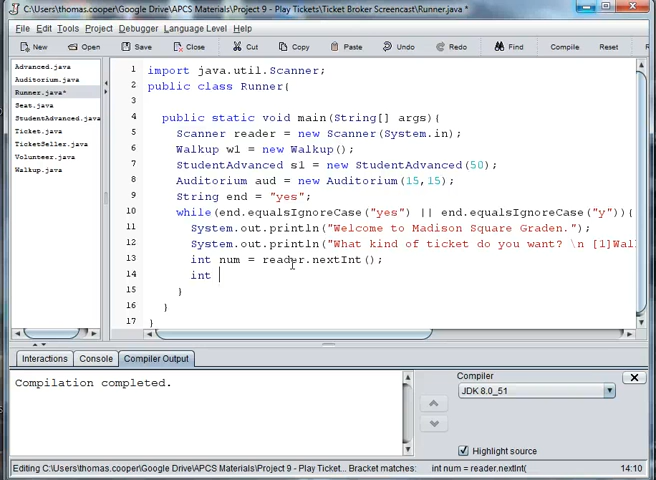 C:\Users\thomas.cooper\Google Drive\APCS Materials\Project 9 - Play Tickets\Ticket Broker Screencast\Runner.java *
File Edit Tools Project Debugger Language Level Help
New Open Save Close Cut Copy Paste Undo Redo Find Compile Reset
Advanced.java
Auditorium.java
Runner.java*
Seat.java
StudentAdvanced.java
Ticket.java
TicketSeller.java
Volunteer.java
Walkup.java
1 import java.util.Scanner;
2 public class Runner{
3
4 public static void main(String[] args){
5 Scanner reader = new Scanner(System.in);
6 Walkup w1 = new Walkup();
7 StudentAdvanced s1 = new StudentAdvanced(50);
8 Auditorium aud = new Auditorium(15,15);
9 String end = "yes";
10 while(end.equalsIgnoreCase("yes") || end.equalsIgnoreCase("y")){
11 System.out.println("Welcome to Madison Square Graden.");
12 System.out.println("What kind of ticket do you want? \n [1]Wal
13 int num = reader.nextInt();
14 int
15 }
16 }
17 }
Interactions Console Compiler Output
Compilation completed.
Compiler
JDK 8.0_51
Highlight source
Editing C:\Users\thomas.cooper\Google Drive\APCS Materials\Project 9 - Play Ticket... Bracket matches: int num = reader.nextInt( 14:10